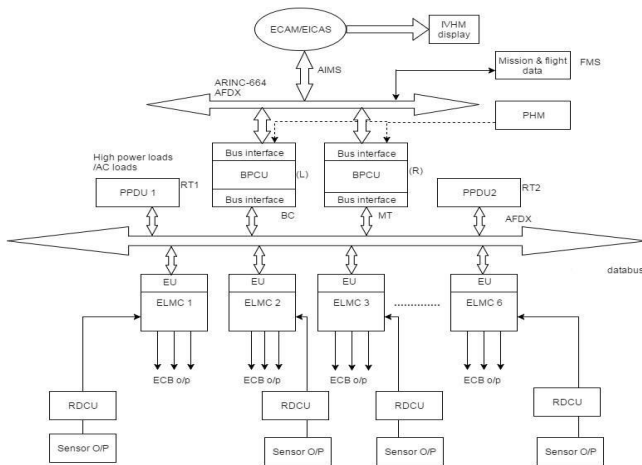 ECAM/EICAS
IVHM
display
AIMS
Mission & flight
data
FMS
ARINC-664
AFDX
PHM
Bus interface
BPCU
(L)
Bus interface
BC
Bus interface
BPCU
(R)
Bus interface
MT
High power loads
/AC loads
PPDU 1
RT1
PPDU2
RT2
AFDX
databus
EU
ELMC 1
EU
ELMC 2
EU
ELMC 3
EU
ELMC 6
ECB o/p
ECB o/p
ECB o/p
ECB o/p
RDCU
RDCU
RDCU
RDCU
Sensor O/P
Sensor O/P
Sensor O/P
Sensor O/P